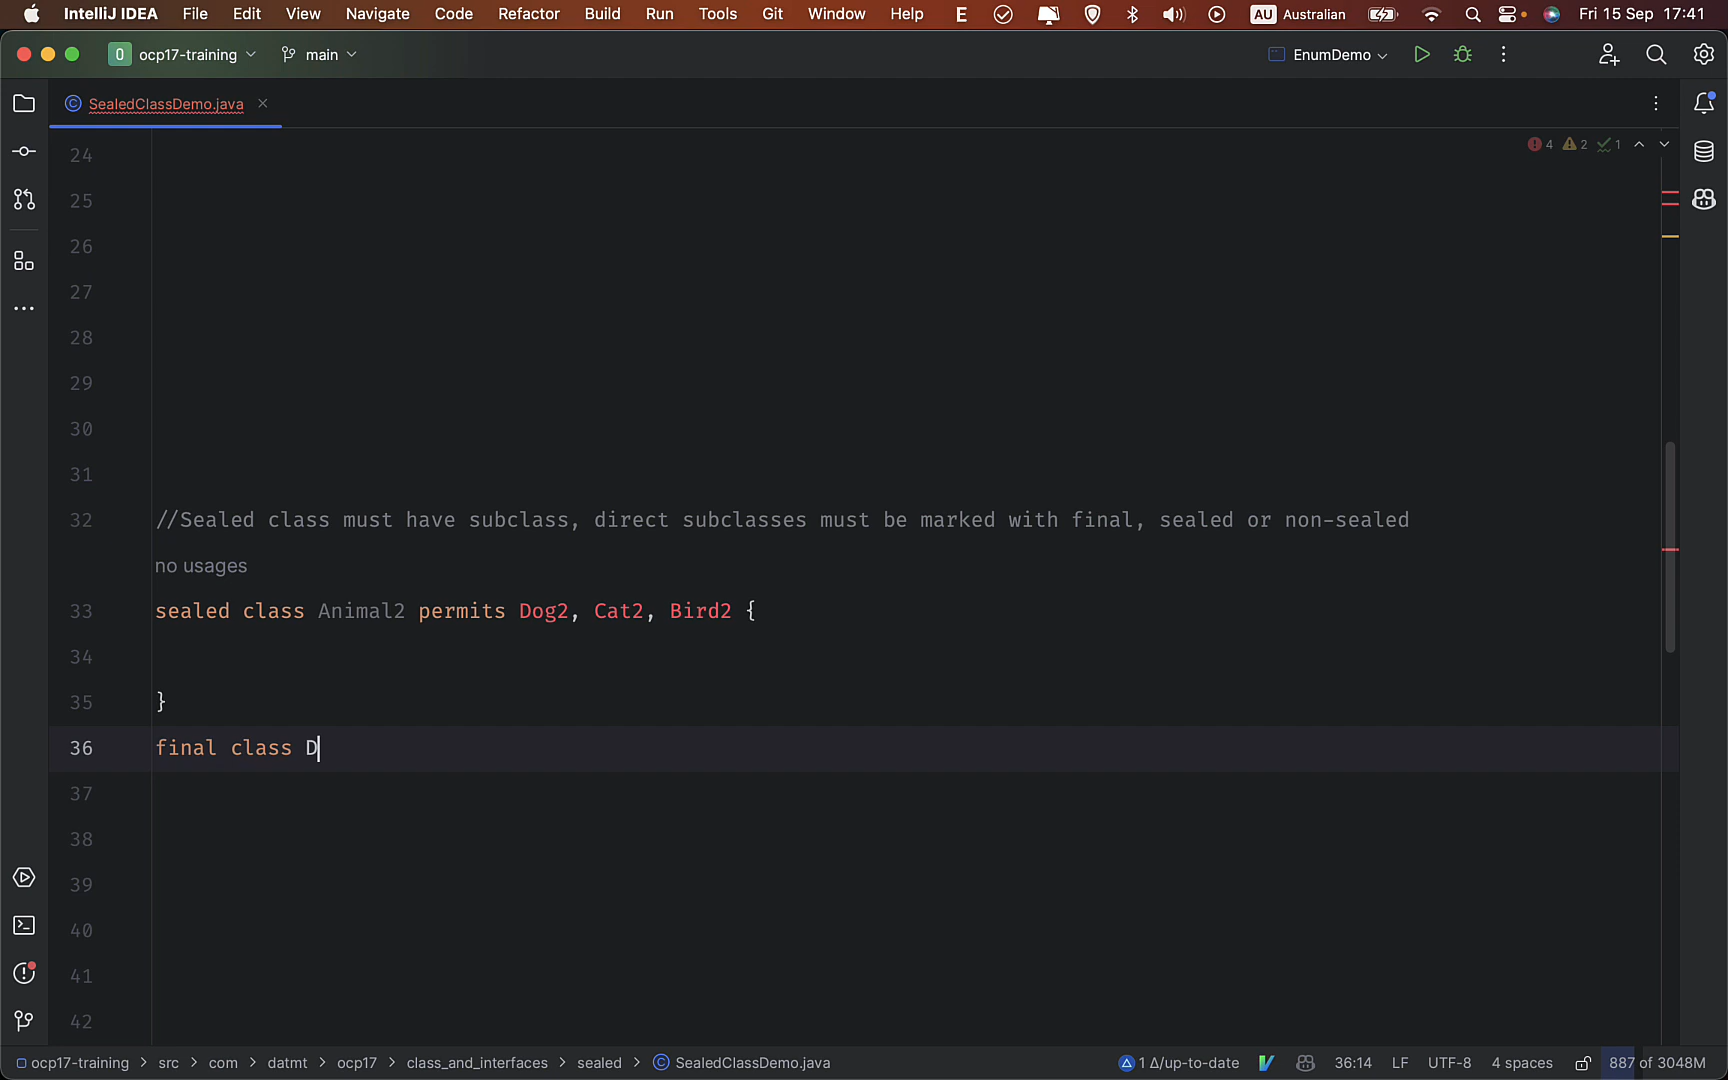 IntelliJ IDEA File Edit View Navigate Code Refactor Build Run Tools Git Window Help E AU Australian Fri 15 Sep 17:41
0 ocp17-training main EnumDemo
SealedClassDemo.java
4 2 1
24
25
26
27
28
29
30
31
32 //Sealed class must have subclass, direct subclasses must be marked with final, sealed or non-sealed
no usages
33 sealed class Animal2 permits Dog2, Cat2, Bird2 {
34
35 }
36 final class D
37
38
39
40
41
42
ocp17-training > src > com > datmt > ocp17 > class_and_interfaces > sealed > SealedClassDemo.java 1 Δ/up-to-date 36:14 LF UTF-8 4 spaces 887 of 3048M